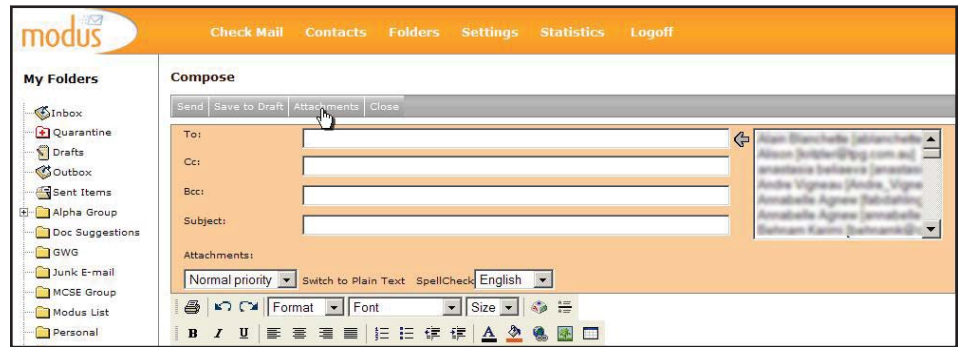 modus
Check Mail Contacts Folders Settings Statistics Logoff
My Folders
Inbox
Quarantine
Drafts
Outbox
Sent Items
Alpha Group
Doc Suggestions
GWG
Junk E-mail
MCSE Group
Modus List
Personal
Compose
Send Save to Draft Attachments Close
To:
Cc:
Bcc:
Subject:
Attachments:
Normal priority Switch to Plain Text SpellCheck English
Format Font Size
B I U A